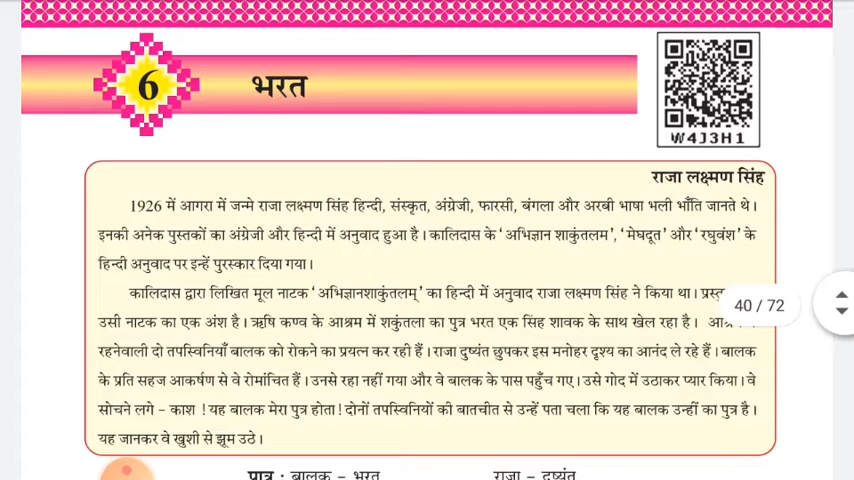 6
भरत
W4J3H1
राजा लक्ष्मण सिंह
1926 में आगरा में जन्मे राजा लक्ष्मण सिंह हिन्दी, संस्कृत, अंग्रेजी, फारसी, बंगला और अरबी भाषा भली भाँति जानते थे।
इनकी अनेक पुस्तकों का अंग्रेजी और हिन्दी में अनुवाद हुआ है। कालिदास के 'अभिज्ञान शाकुंतलम', 'मेघदूत' और 'रघुवंश' के
हिन्दी अनुवाद पर इन्हें पुरस्कार दिया गया।
कालिदास द्वारा लिखित मूल नाटक 'अभिज्ञानशाकुंतलम्' का हिन्दी में अनुवाद राजा लक्ष्मण सिंह ने किया था।
40 / 72
उसी नाटक का एक अंश है। ऋषि कण्व के आश्रम में शकुंतला का पुत्र भरत एक सिंह शावक के साथ खेल रहा है।
रहनेवाली दो तपस्विनियाँ बालक को रोकने का प्रयत्न कर रही हैं। राजा दुष्यंत छुपकर इस मनोहर दृश्य का आनंद ले रहे हैं। बालक
के प्रति सहज आकर्षण से वे रोमांचित हैं। उनसे रहा नहीं गया और वे बालक के पास पहुँच गए। उसे गोद में उठाकर प्यार किया। वे
सोचने लगे - काश ! यह बालक मेरा पुत्र होता! दोनों तपस्विनियों की बातचीत से उन्हें पता चला कि यह बालक उन्हीं का पुत्र है।
यह जानकर वे खुशी से झूम उठे।
पात्र : बालक - भरत राजा - दुष्यंत